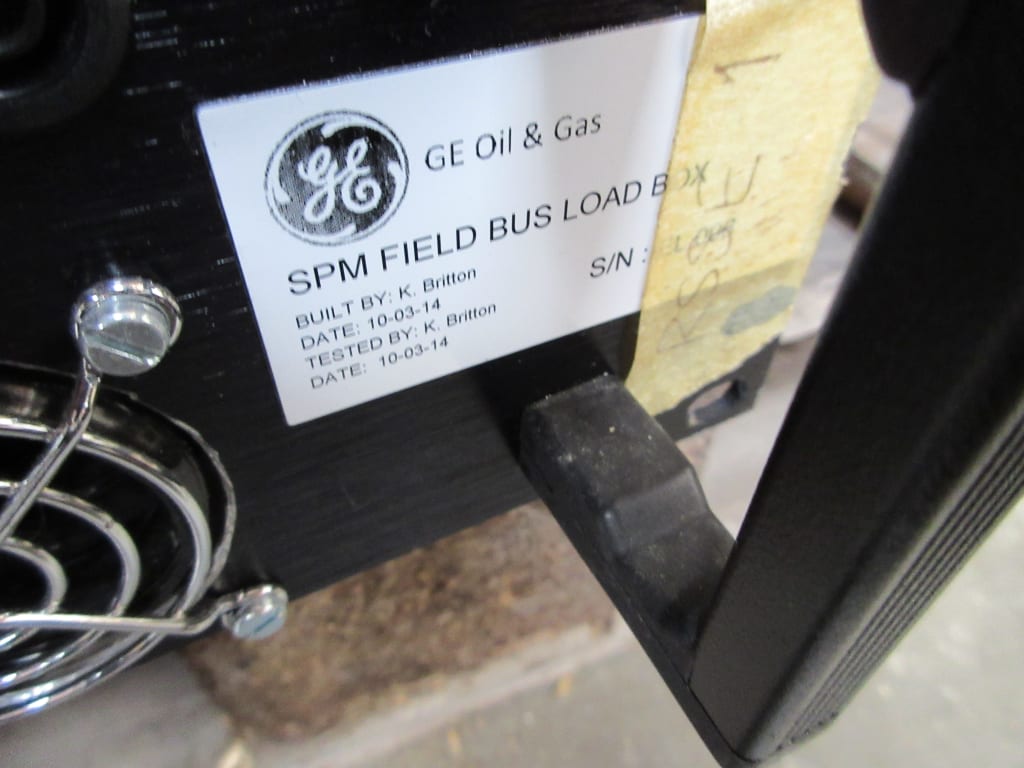 GE
GE Oil & Gas
SPM FIELD BUS LOAD BOX
S/N :
BUILT BY: K. Britton
DATE: 10-03-14
TESTED BY: K. Britton
DATE: 10-03-14